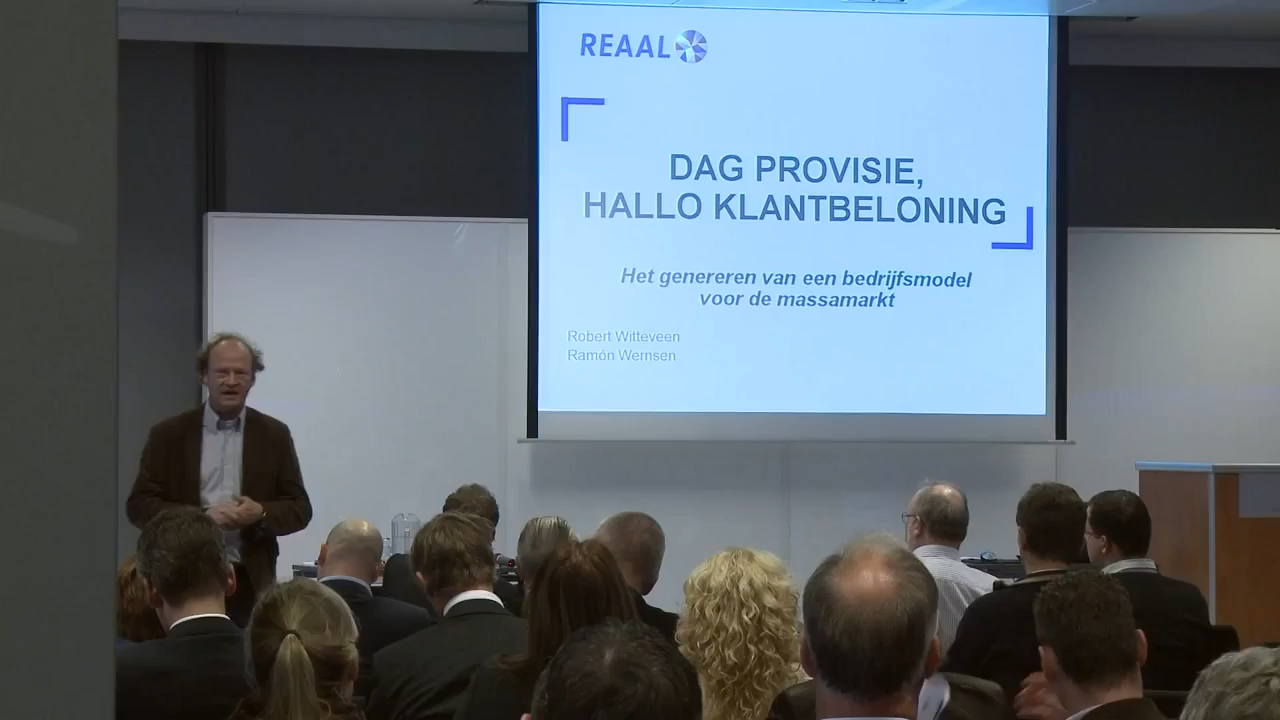 REAAL
DAG PROVISIE,
HALLO KLANTBELONING
Het genereren van een bedrijfsmodel
voor de massamarkt
Robert Witteveen
Ramón Wernsen